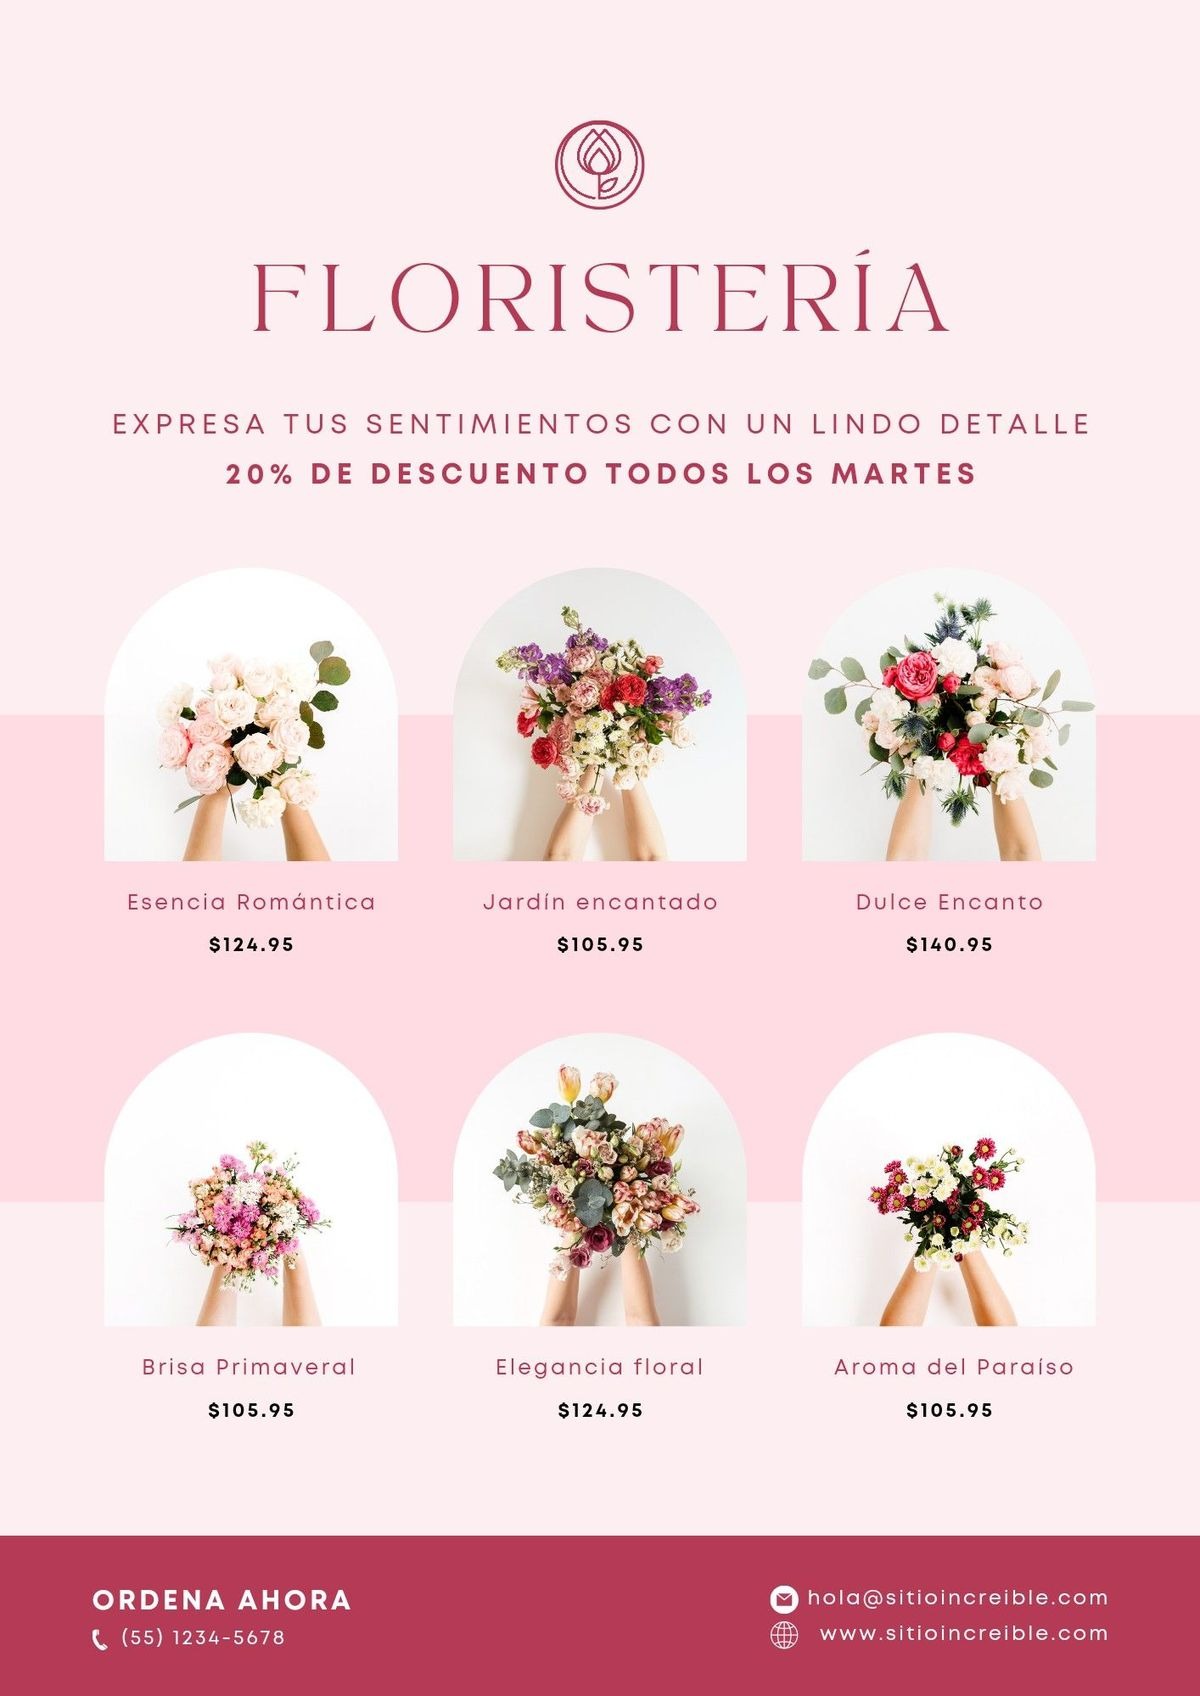 FLORISTERÍA
EXPRESA TUS SENTIMIENTOS CON UN LINDO DETALLE
20% DE DESCUENTO TODOS LOS MARTES
Esencia Romántica
$124.95
Jardín encantado
$105.95
Dulce Encanto
$140.95
Brisa Primaveral
$105.95
Elegancia floral
$124.95
Aroma del Paraíso
$105.95
ORDENA AHORA
(55) 1234-5678
hola@sitioincreible.com
www.sitioincreible.com